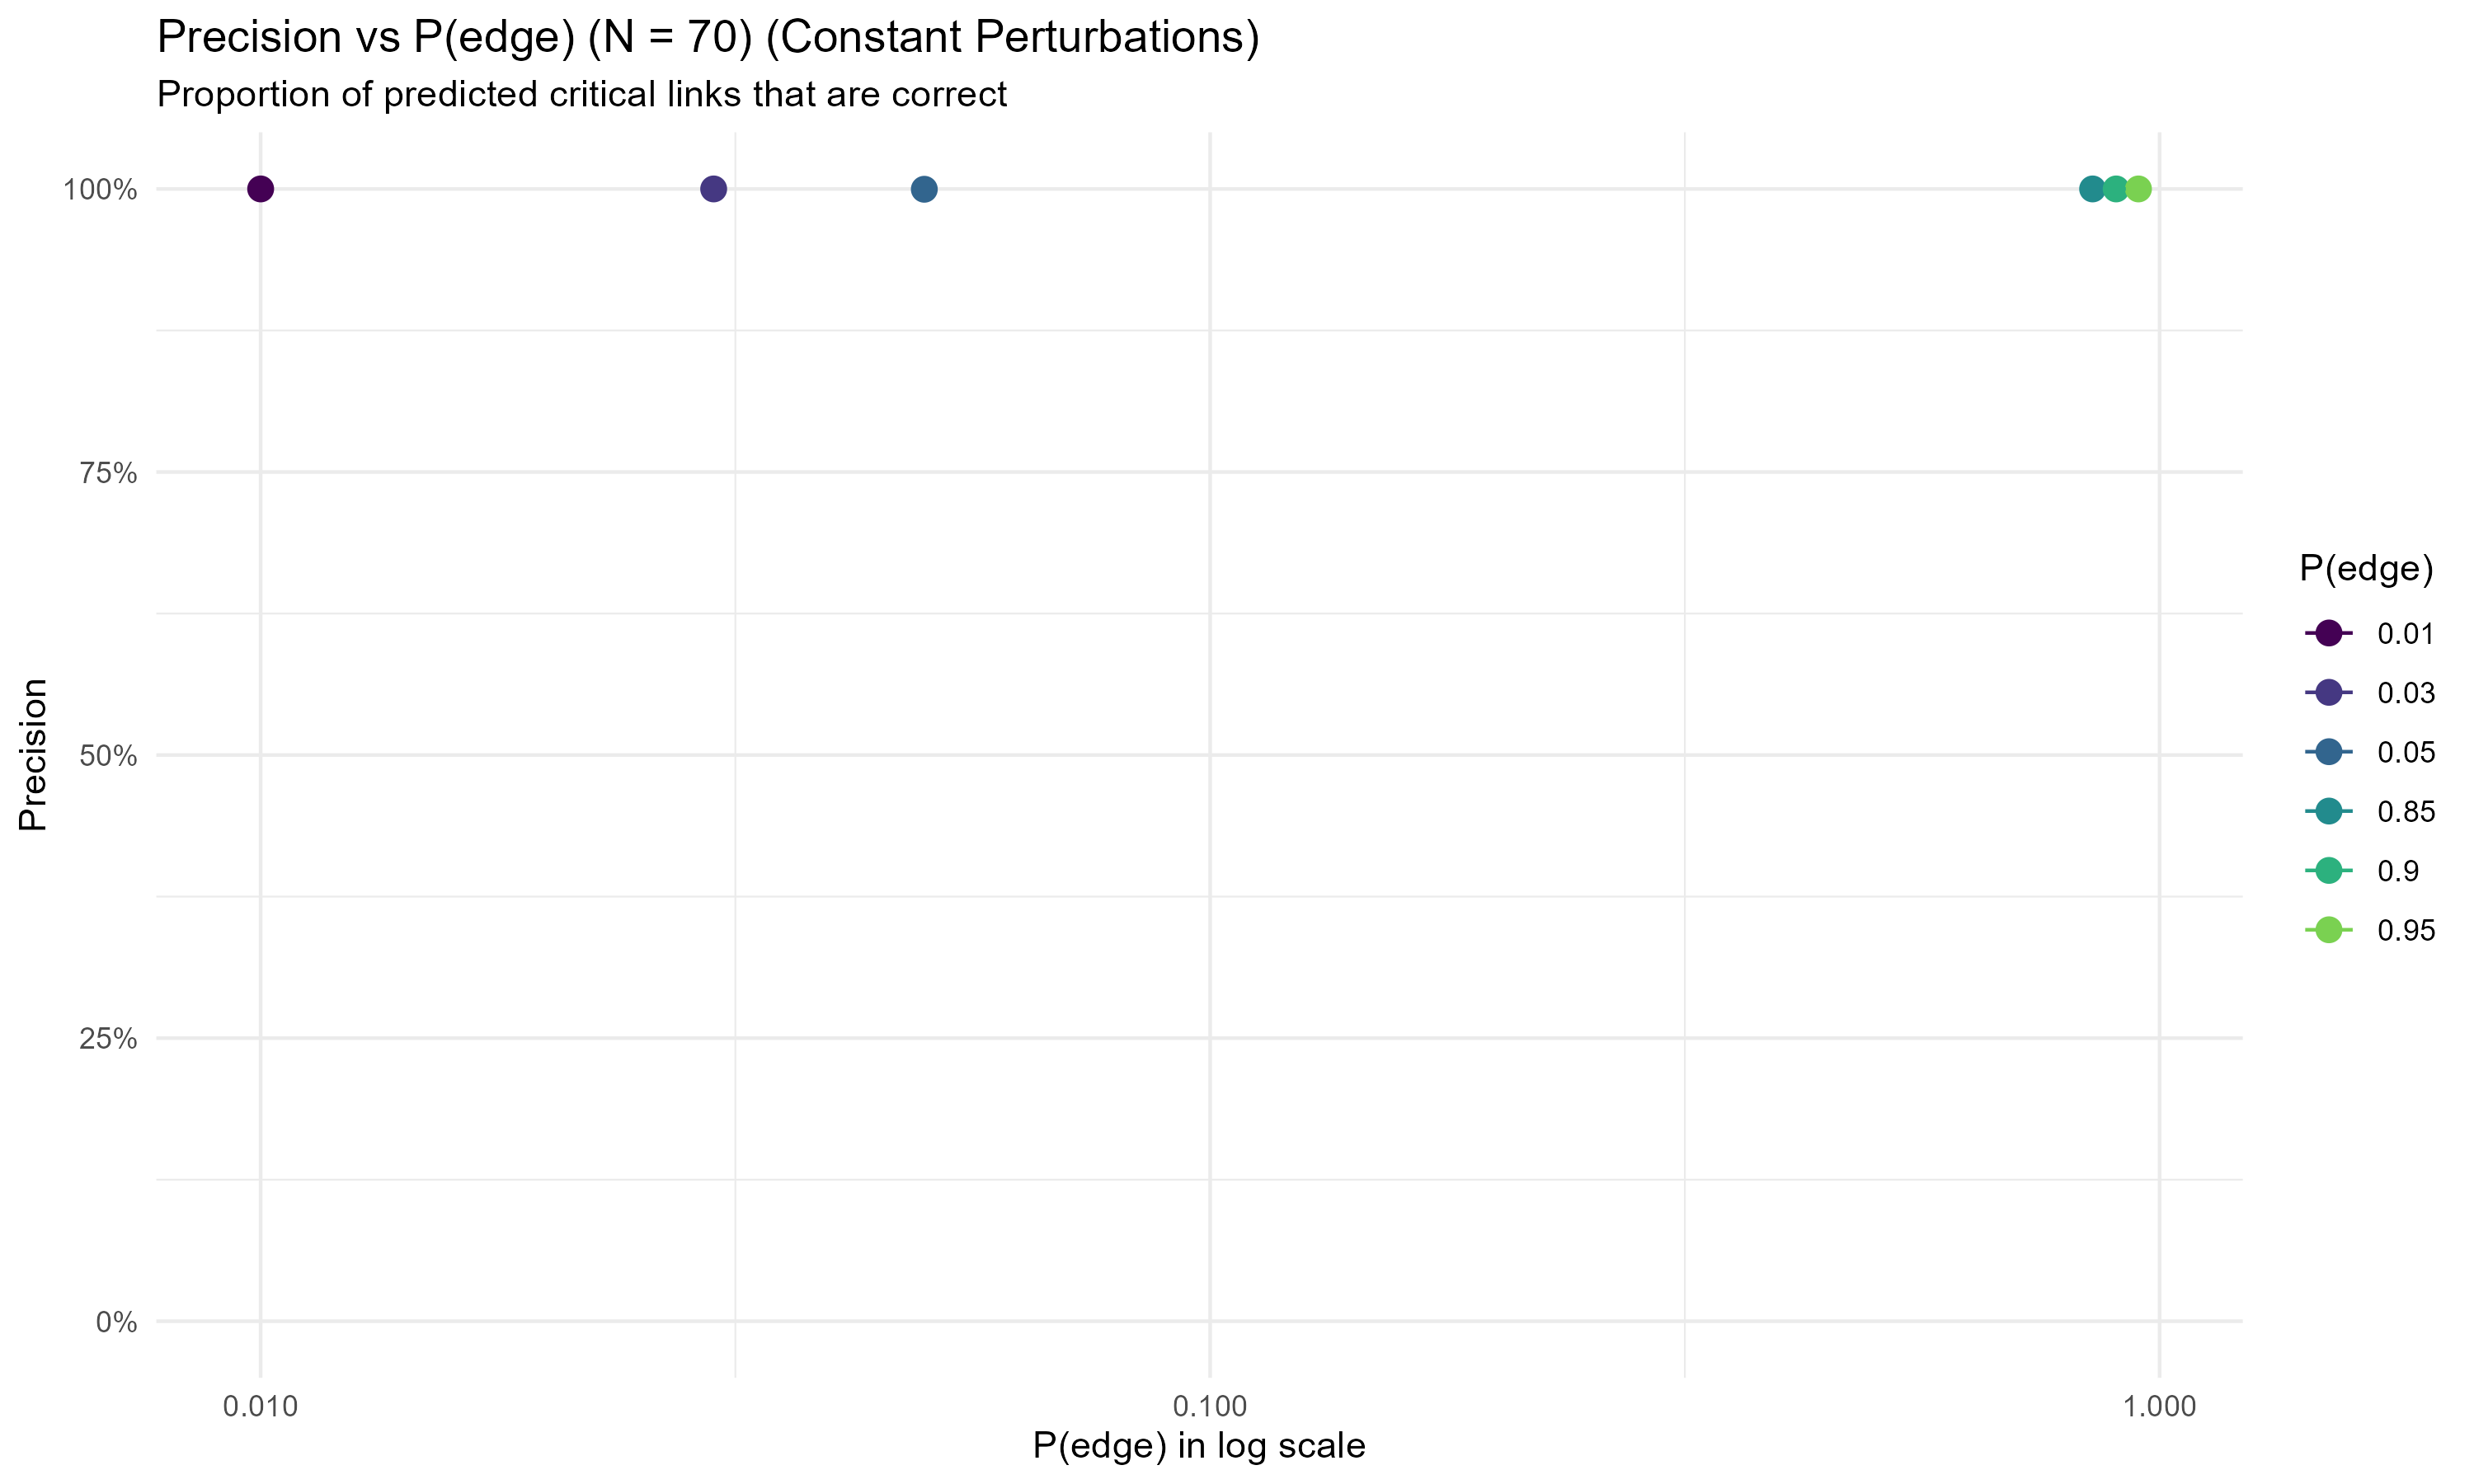 Precision vs P(edge) (N = 70) (Constant Perturbations)
Proportion of predicted critical links that are correct
Precision
100%
75%
50%
25%
0%
0.010
0.100
1.000
P(edge) in log scale
P(edge)
0.01
0.03
0.05
0.85
0.9
0.95